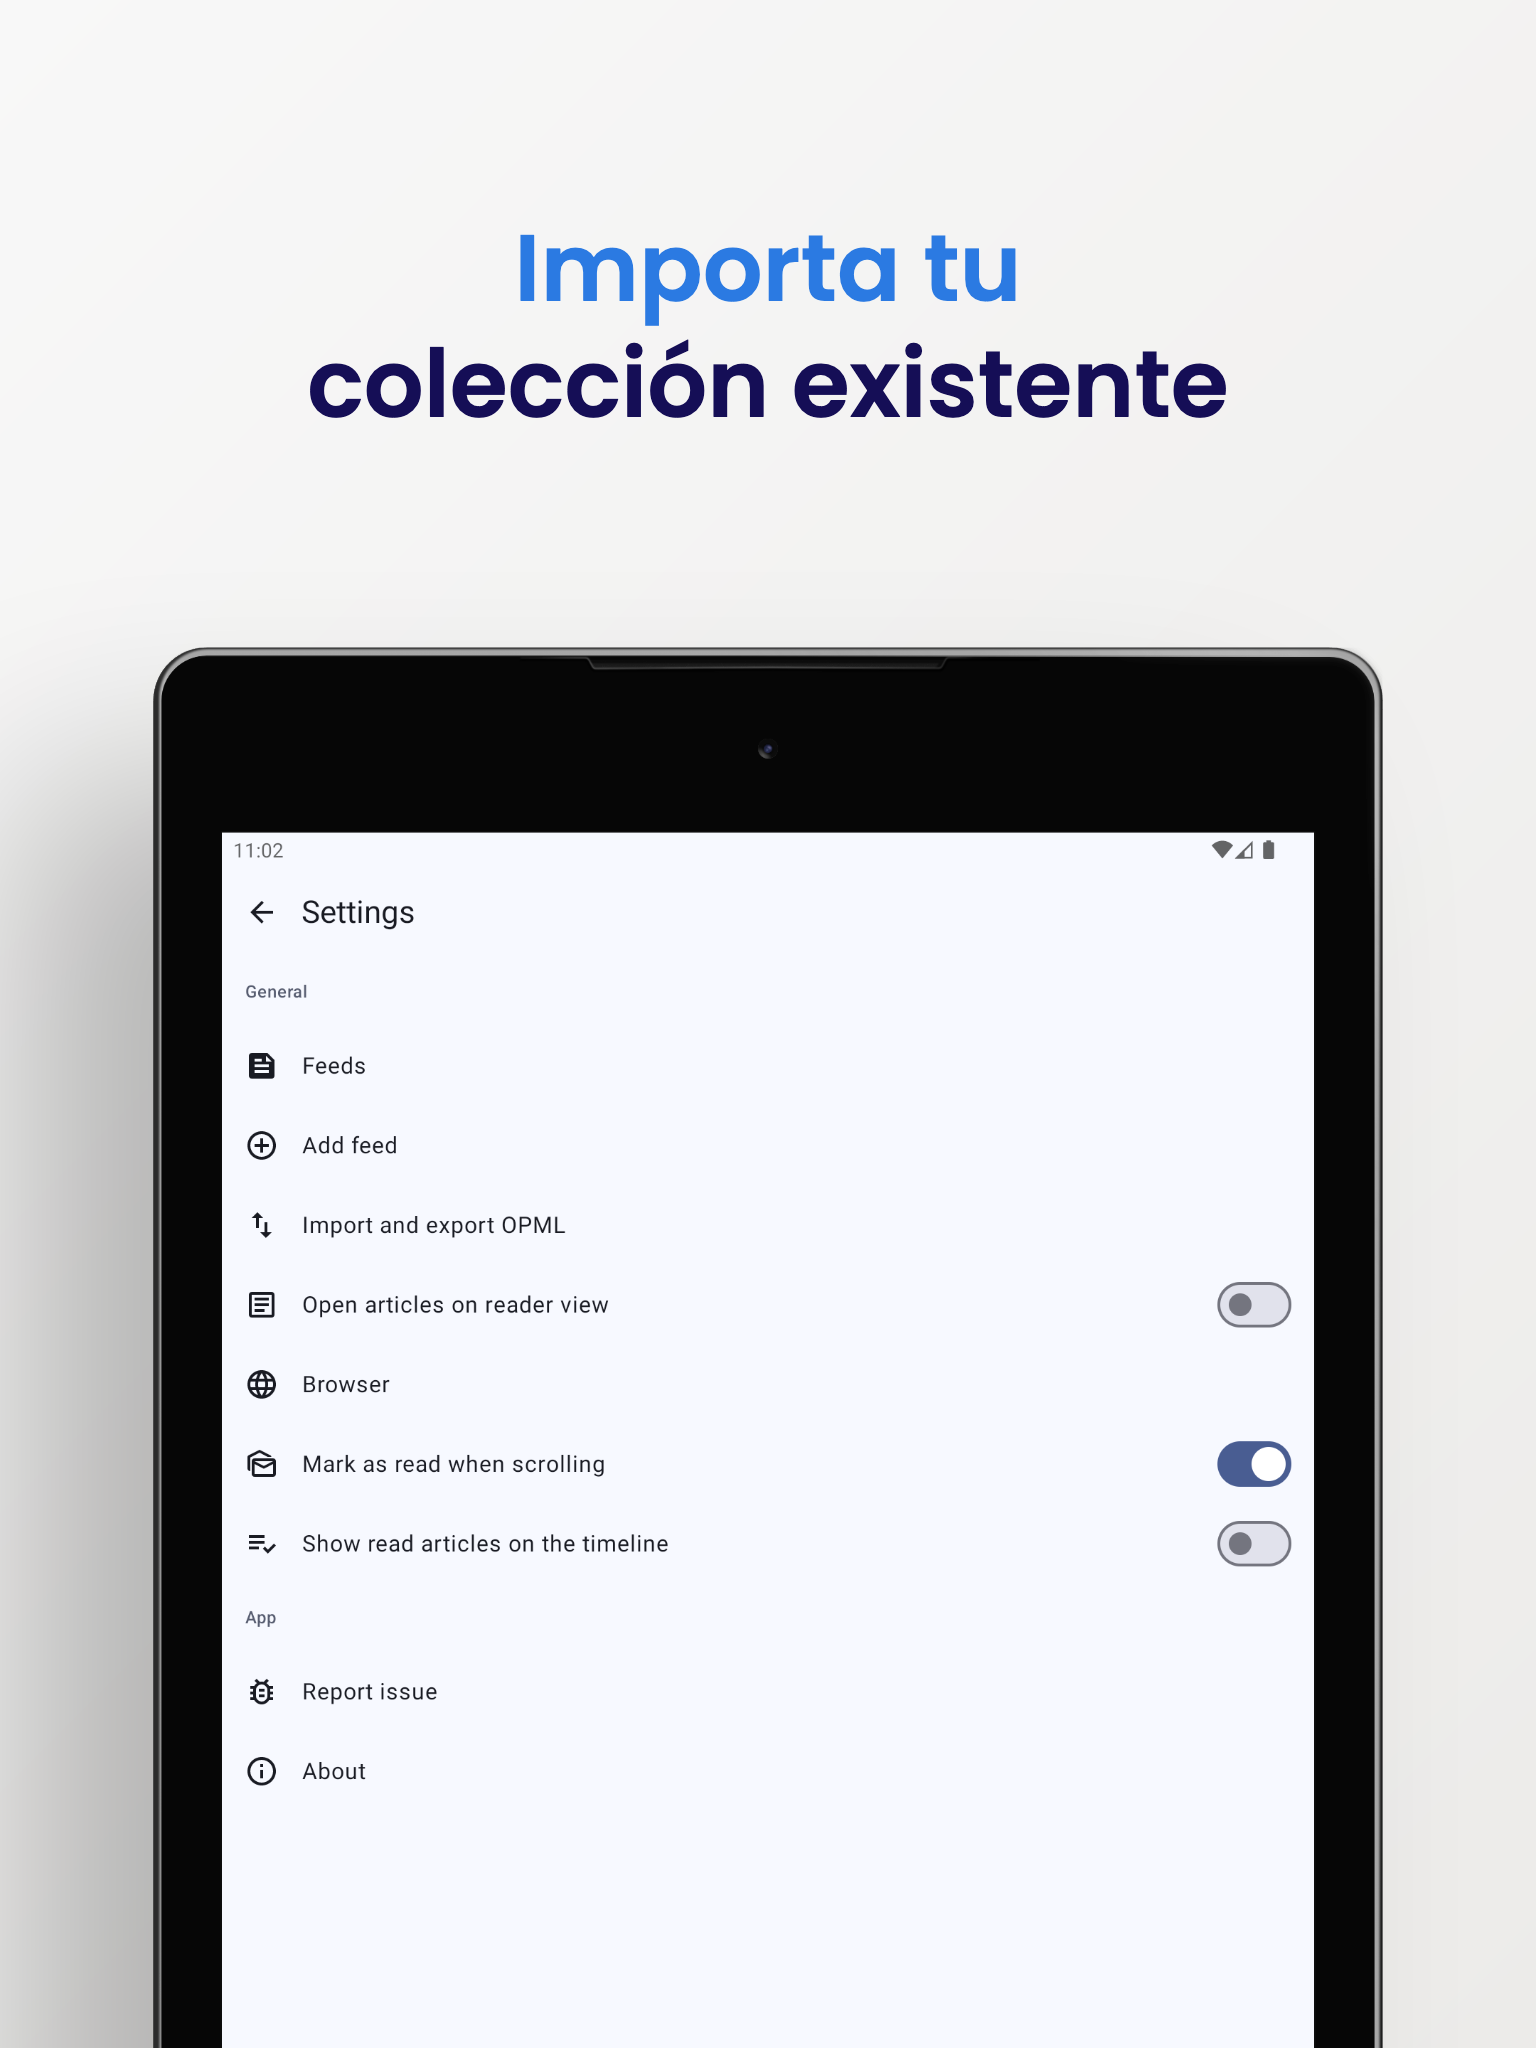 Importa tu
colección existente
11:02
Settings
General
Feeds
Add feed
Import and export OPML
Open articles on reader view
Browser
Mark as read when scrolling
Show read articles on the timeline
App
Report issue
About